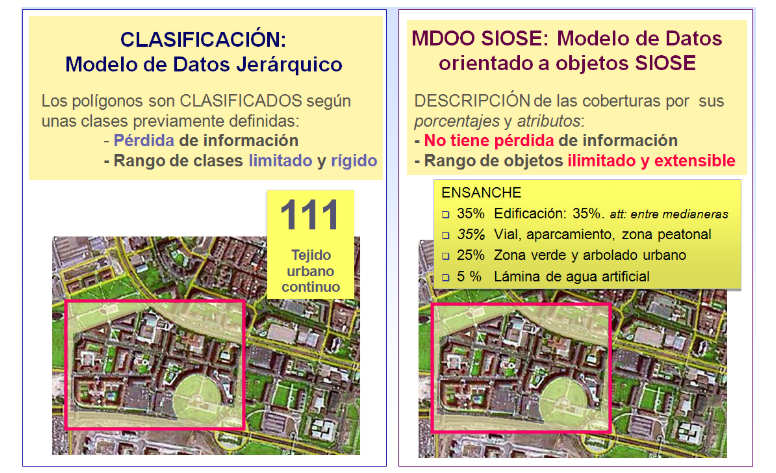 CLASIFICACIÓN:
Modelo de Datos Jerárquico
Los polígonos son CLASIFICADOS según
unas clases previamente definidas:
- Pérdida de información
- Rango de clases limitado y rígido
111
Tejido
urbano
continuo
MDOO SIOSE: Modelo de Datos
orientado a objetos SIOSE
DESCRIPCIÓN de las coberturas por sus
porcentajes y atributos:
- No tiene pérdida de información
- Rango de objetos ilimitado y extensible
ENSANCHE
35% Edificación: 35%. att: entre medianeras
35% Vial, aparcamiento, zona peatonal
25% Zona verde y arbolado urbano
5 % Lámina de agua artificial